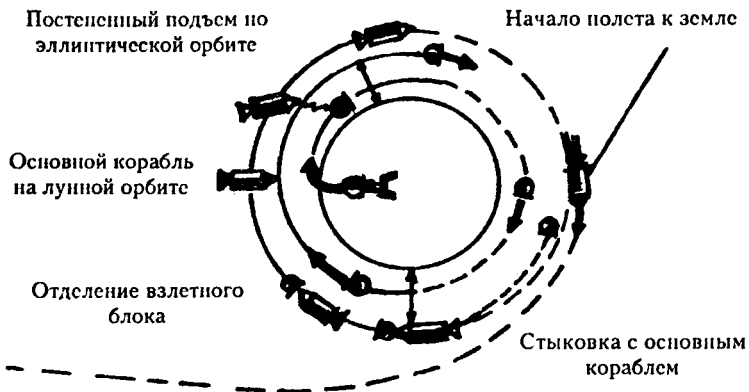 Постепенный подъем по
эллиптической орбите
Начало полета к земле
Основной корабль
на лунной орбите
Отделение взлетного
блока
Стыковка с основным
кораблем